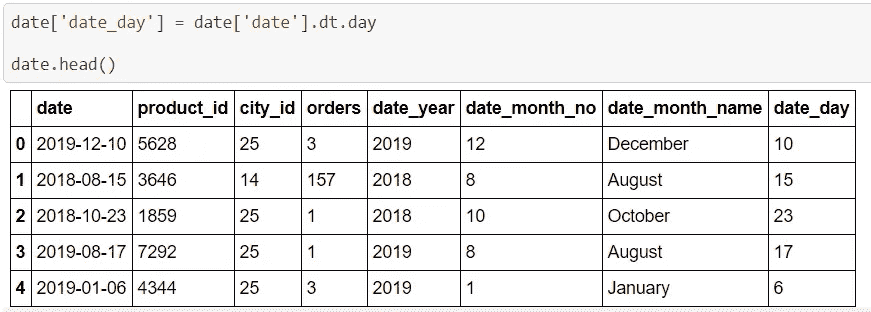 date['date_day'] = date['date'].dt.day
date.head()
date product_id city_id orders date_year date_month_no date_month_name date_day
0 2019-12-10 5628 25 3 2019 12 December 10
1 2018-08-15 3646 14 157 2018 8 August 15
2 2018-10-23 1859 25 1 2018 10 October 23
3 2019-08-17 7292 25 1 2019 8 August 17
4 2019-01-06 4344 25 3 2019 1 January 6